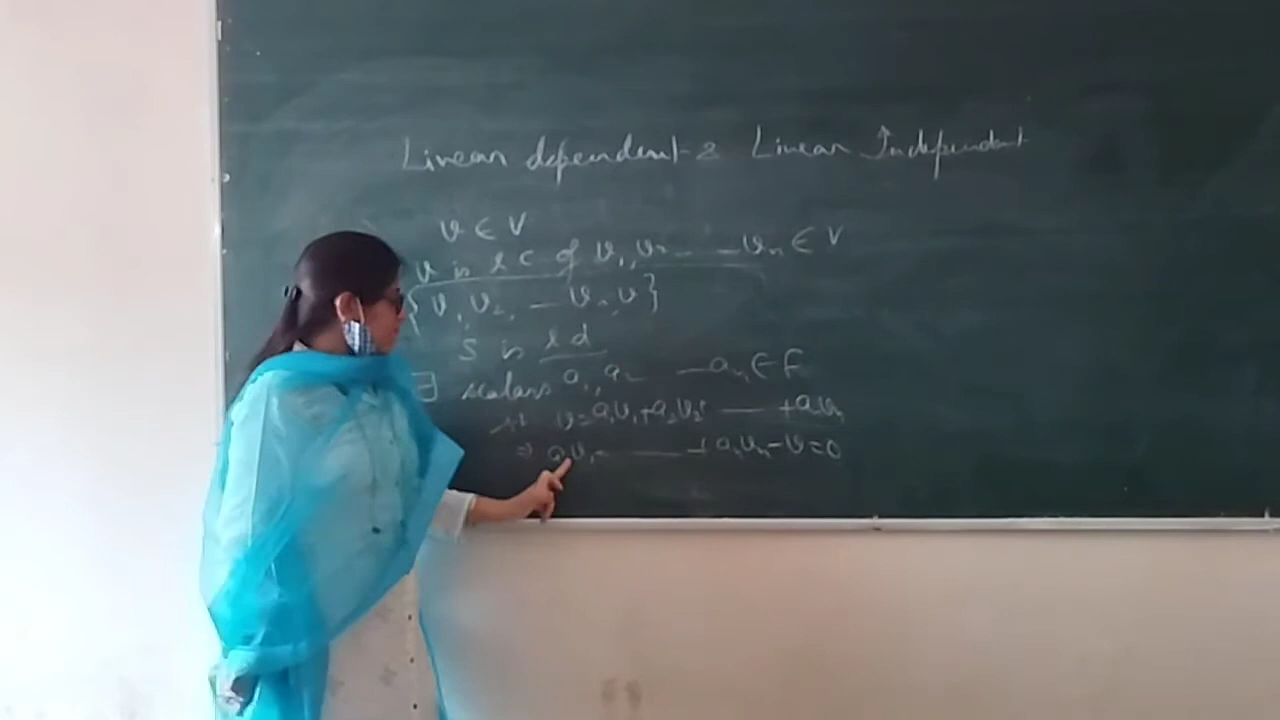 Linear dependent & Linear Independent
v ∈ V
v is l c of v₁, v₂ ---- vₙ ∈ V
{v₁ v₂, — vₙ, v}
S is l d
∃ scalars a₁, a₂ — aₙ ∈ F
st v = a₁v₁ + a₂v₂ — + aₙvₙ
⇒ a₁v₁ — + aₙvₙ - v = 0